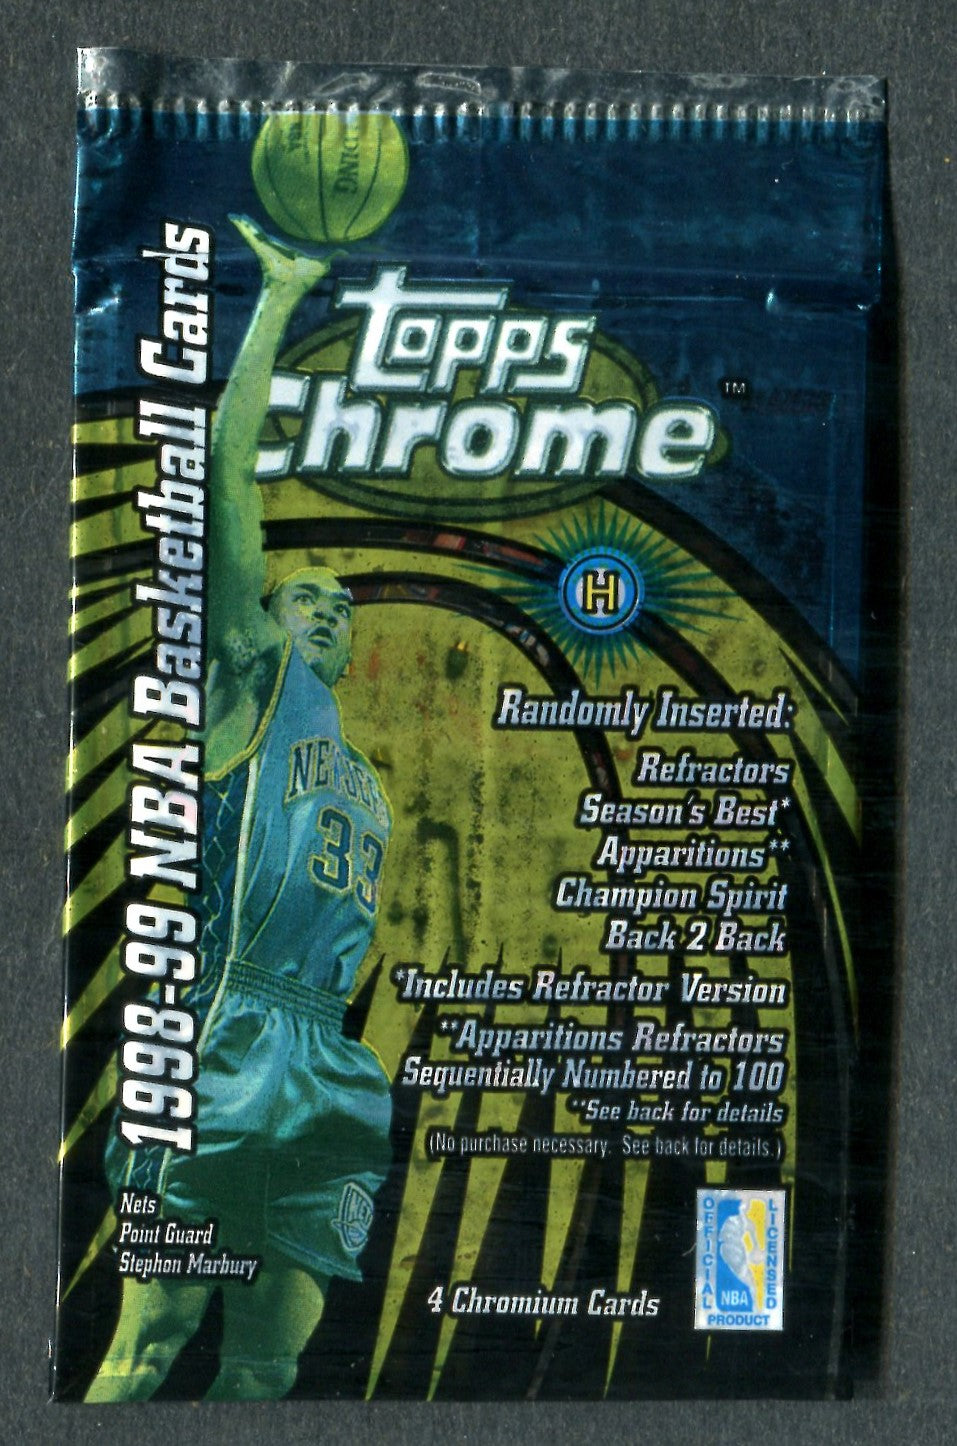 SPALDING
topps
Chrome
™
1998-99 NBA Basketball Cards
H
Randomly Inserted:
Refractors
Season's Best*
Apparitions**
Champion Spirit
Back 2 Back
*Includes Refractor Version
**Apparitions Refractors
Sequentially Numbered to 100
**See back for details
(No purchase necessary. See back for details.)
33
Nets
Point Guard
Stephon Marbury
4 Chromium Cards
OFFICIAL LICENSED
NBA
PRODUCT